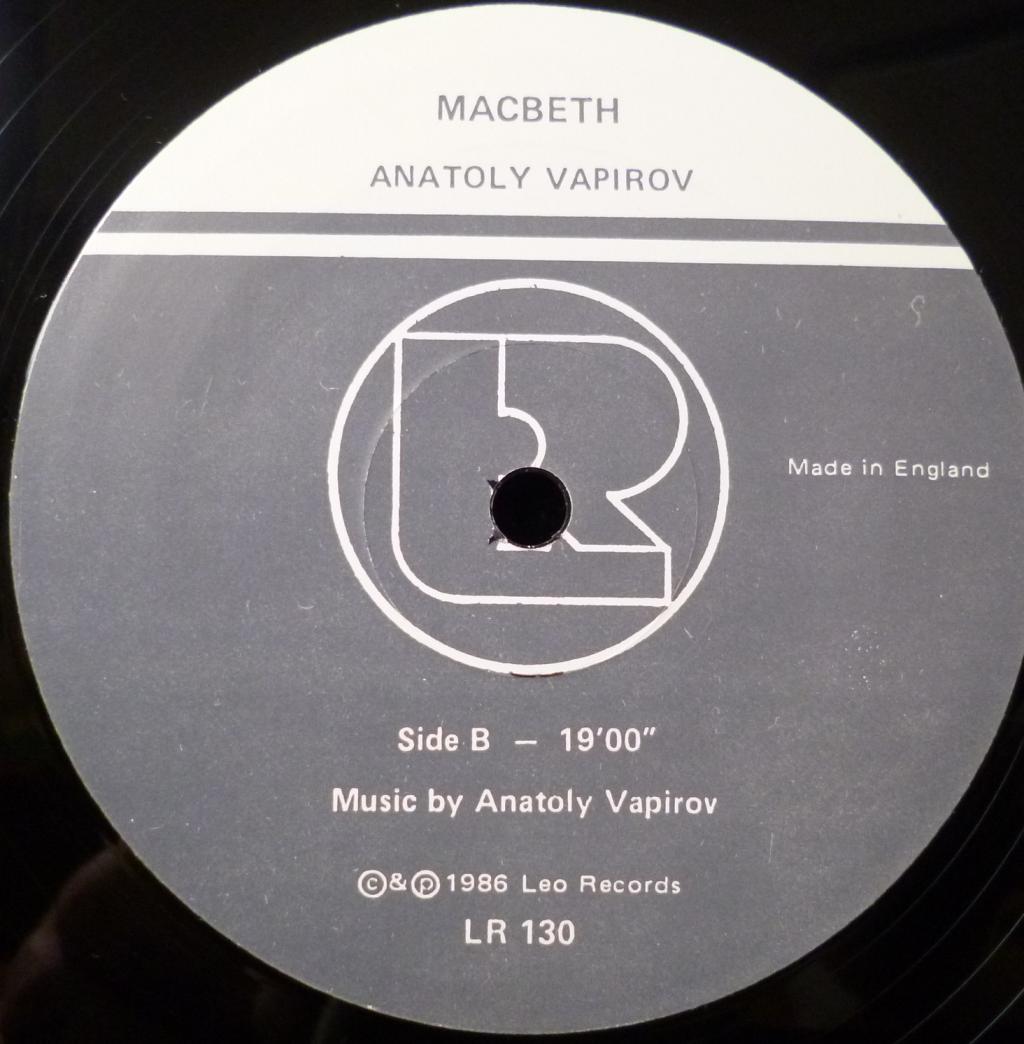 MACBETH
ANATOLY VAPIROV
Made in England
Side B — 19'00"
Music by Anatoly Vapirov
©&℗1986 Leo Records
LR 130